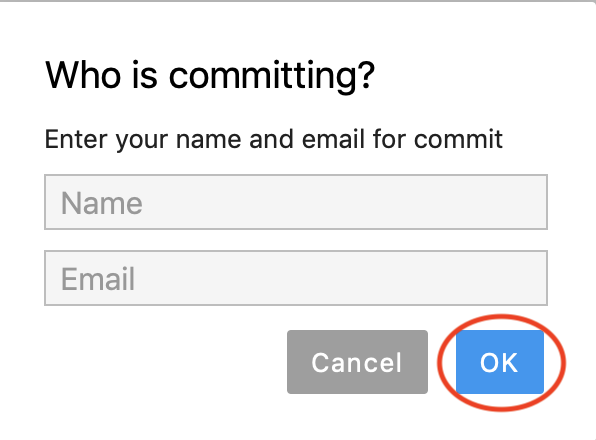 Who is committing?
Enter your name and email for commit
Name
Email
Cancel OK